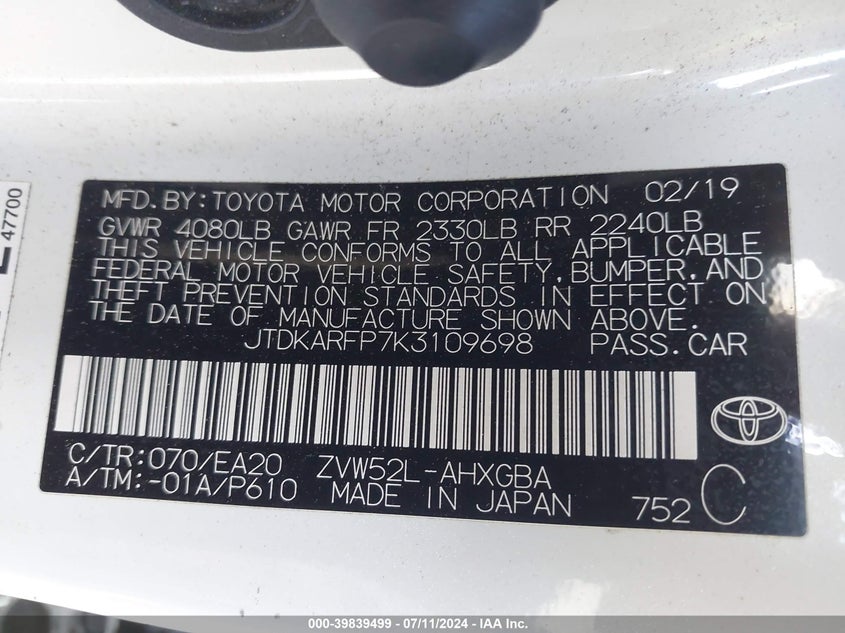 47700
MFD.BY:TOYOTA MOTOR CORPORATION 02/19
GVWR 4080LB GAWR FR 2330LB RR 2240LB
THIS VEHICLE CONFORMS TO ALL APPLICABLE
FEDERAL MOTOR VEHICLE SAFETY,BUMPER,AND
THEFT PREVENTION STANDARDS IN EFFECT ON
THE DATE OF MANUFACTURE SHOWN ABOVE.
JTDKARFP7K3109698 PASS.CAR
C/TR:070/EA20 ZVW52L-AHXGBA
A/TM:-01A/P610 MADE IN JAPAN 752 C
000-39839499 - 07/11/2024 - IAA Inc.